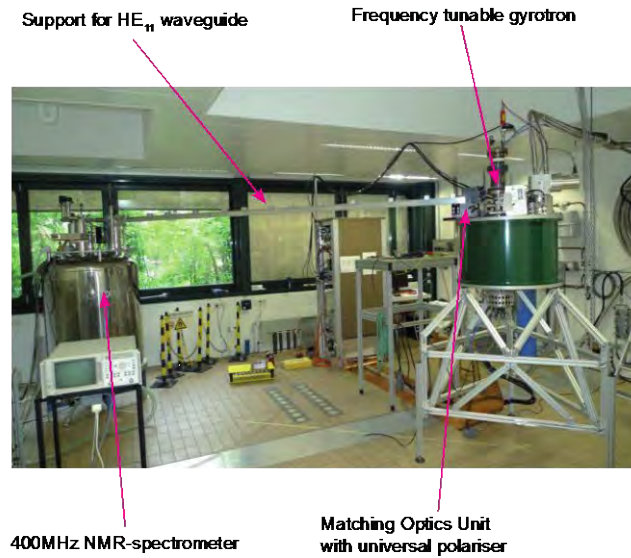 Support for HE₁₁ waveguide
Frequency tunable gyrotron
400MHz NMR-spectrometer
Matching Optics Unit
with universal polariser